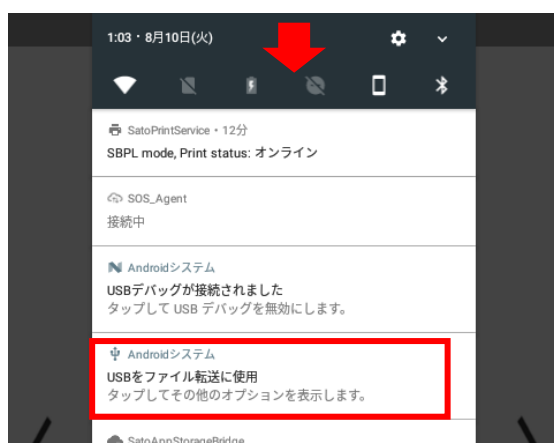 1:03・8月10日(火)
SatoPrintService・12分
SBPL mode, Print status: オンライン
SOS_Agent
接続中
Androidシステム
USBデバッグが接続されました
タップして USB デバッグを無効にします。
Androidシステム
USBをファイル転送に使用
タップしてその他のオプションを表示します。
SatoAppStorageBridge